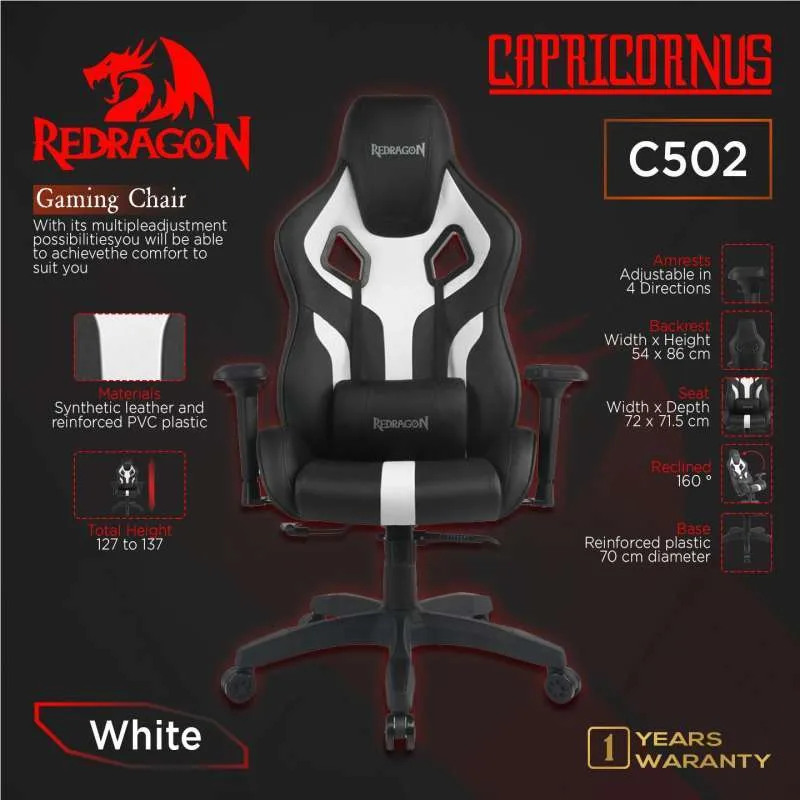 REDRAGON
Gaming Chair
With its multipleadjustment
possibilitiesyou will be able
to achievethe comfort to
suit you
Materials
Synthetic leather and
reinforced PVC plastic
Total Height
127 to 137
White
REDRAGON
REDRAGON
CAPRICORNUS
C502
Amrests
Adjustable in
4 Directions
Backrest
Width x Height
54 x 86 cm
Seat
Width x Depth
72 x 71.5 cm
Reclined
160 °
Base
Reinforced plastic
70 cm diameter
1 YEARS
WARANTY